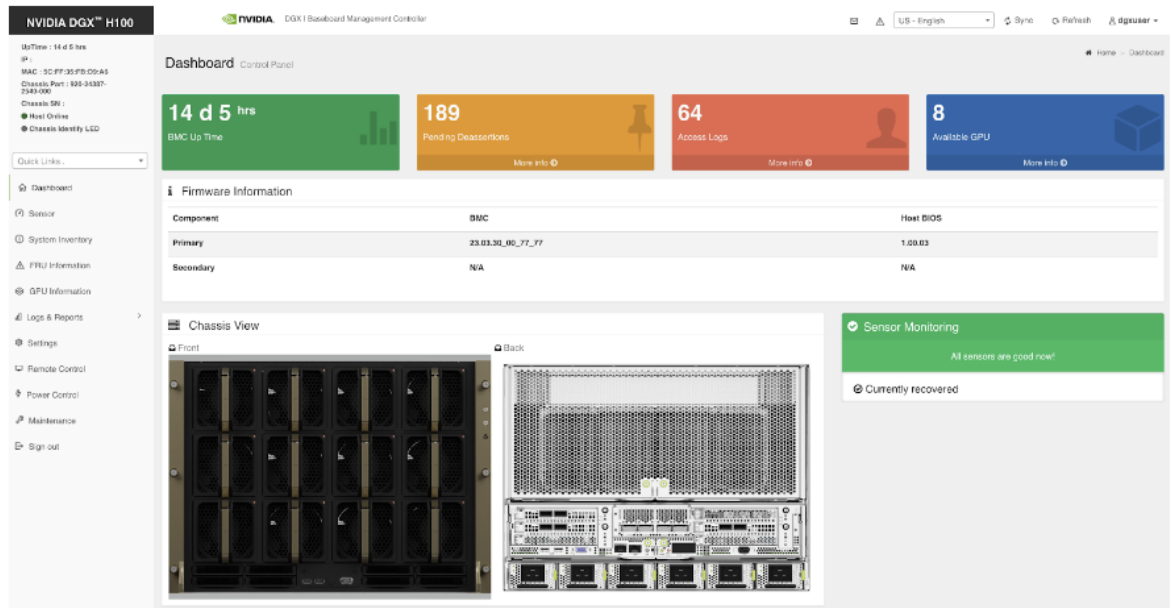 NVIDIA DGX™ H100
NVIDIA. DGX | Baseboard Management Controller
US - English
Sync
Refresh
dgxuser
UpTime : 14 d 5 hrs
IP :
MAC : 5C:FF:35:FB:D9:A6
Chassis Part : 920-24387-
2540-000
Chassis SN :
Host Online
Chassis Identify LED
Quick Links..
Dashboard
Sensor
System Inventory
FRU Information
GPU Information
Logs & Reports
Settings
Remote Control
Power Control
Maintenance
Sign out
Dashboard Control Panel
Home > Dashboard
14 d 5 hrs
BMC Up Time
189
Pending Deassertions
More info
64
Access Logs
More info
8
Available GPU
More info
Firmware Information
Component BMC Host BIOS
Primary 23.03.30_00_77_77 1.00.03
Secondary N/A N/A
Chassis View
Front
Back
Sensor Monitoring
All sensors are good now!
Currently recovered